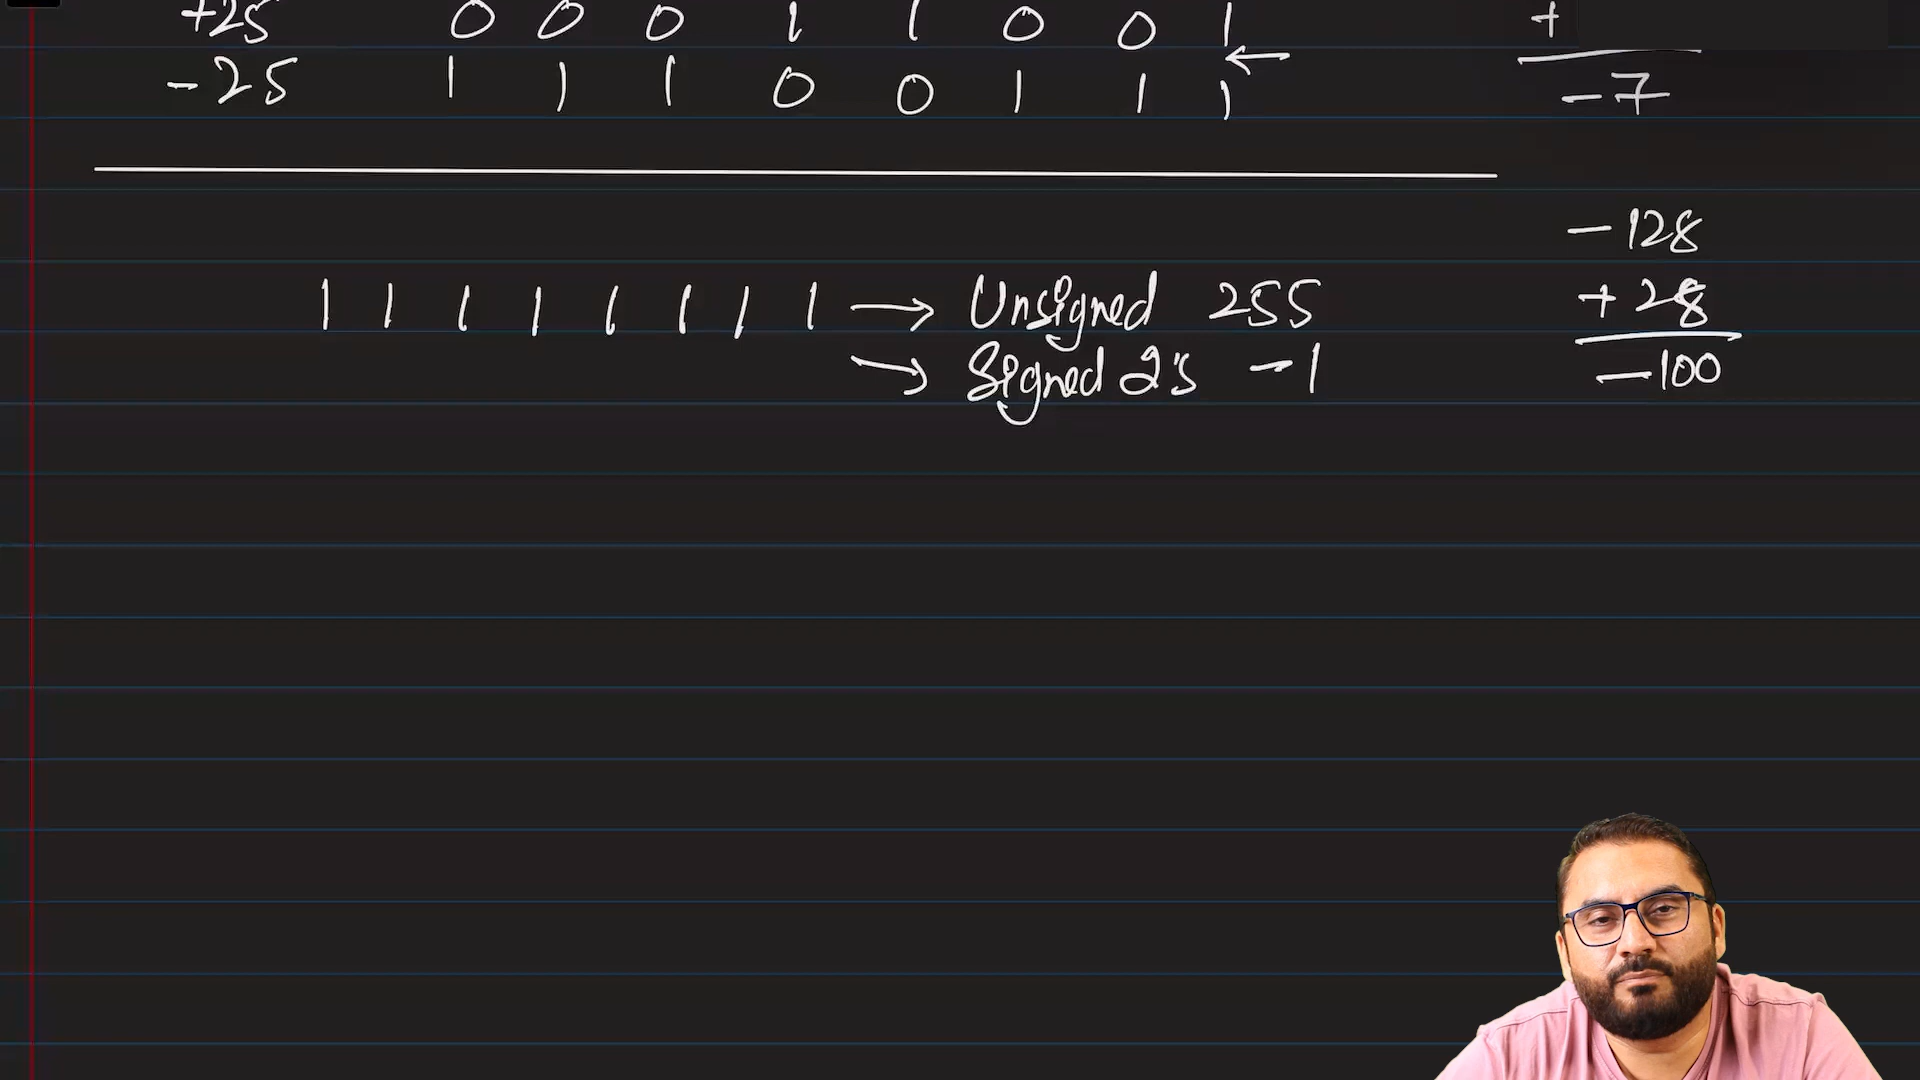 +25 0 0 0 1 1 0 0 1 +
-25 1 1 1 0 0 1 1 1 ← -7
-128
1 1 1 1 1 1 1 1 → Unsigned 255 +28
→ Signed 2's -1 -100